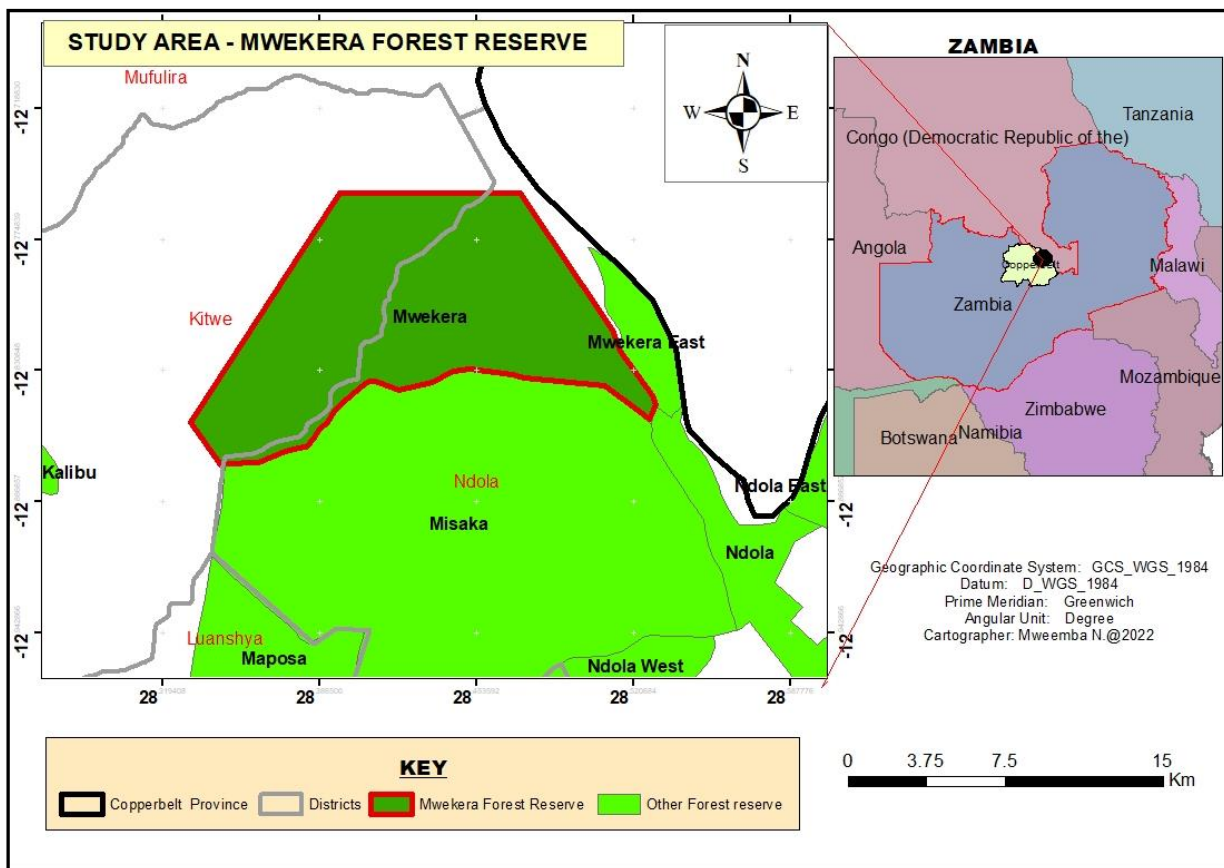 STUDY AREA - MWEKERA FOREST RESERVE
Mufulira
N
W
E
S
Kitwe
Mwekera
Mwekera East
Kalibu
Ndola
Misaka
Ndola East
Ndola
Luanshya
Maposa
Ndola West
-12
-12
-12
-12
-12
-12
-12
-12
-12
-12
28
28
28
28
28
ZAMBIA
Tanzania
Congo (Democratic Republic of the)
Angola
Malawi
Zambia
Mozambique
Zimbabwe
Botswana
Namibia
Geographic Coordinate System: GCS_WGS_1984
Datum: D_WGS_1984
Prime Meridian: Greenwich
Angular Unit: Degree
Cartographer: Mweemba N.@2022
KEY
Copperbelt Province
Districts
Mwekera Forest Reserve
Other Forest reserve
0 3.75 7.5 15
Km